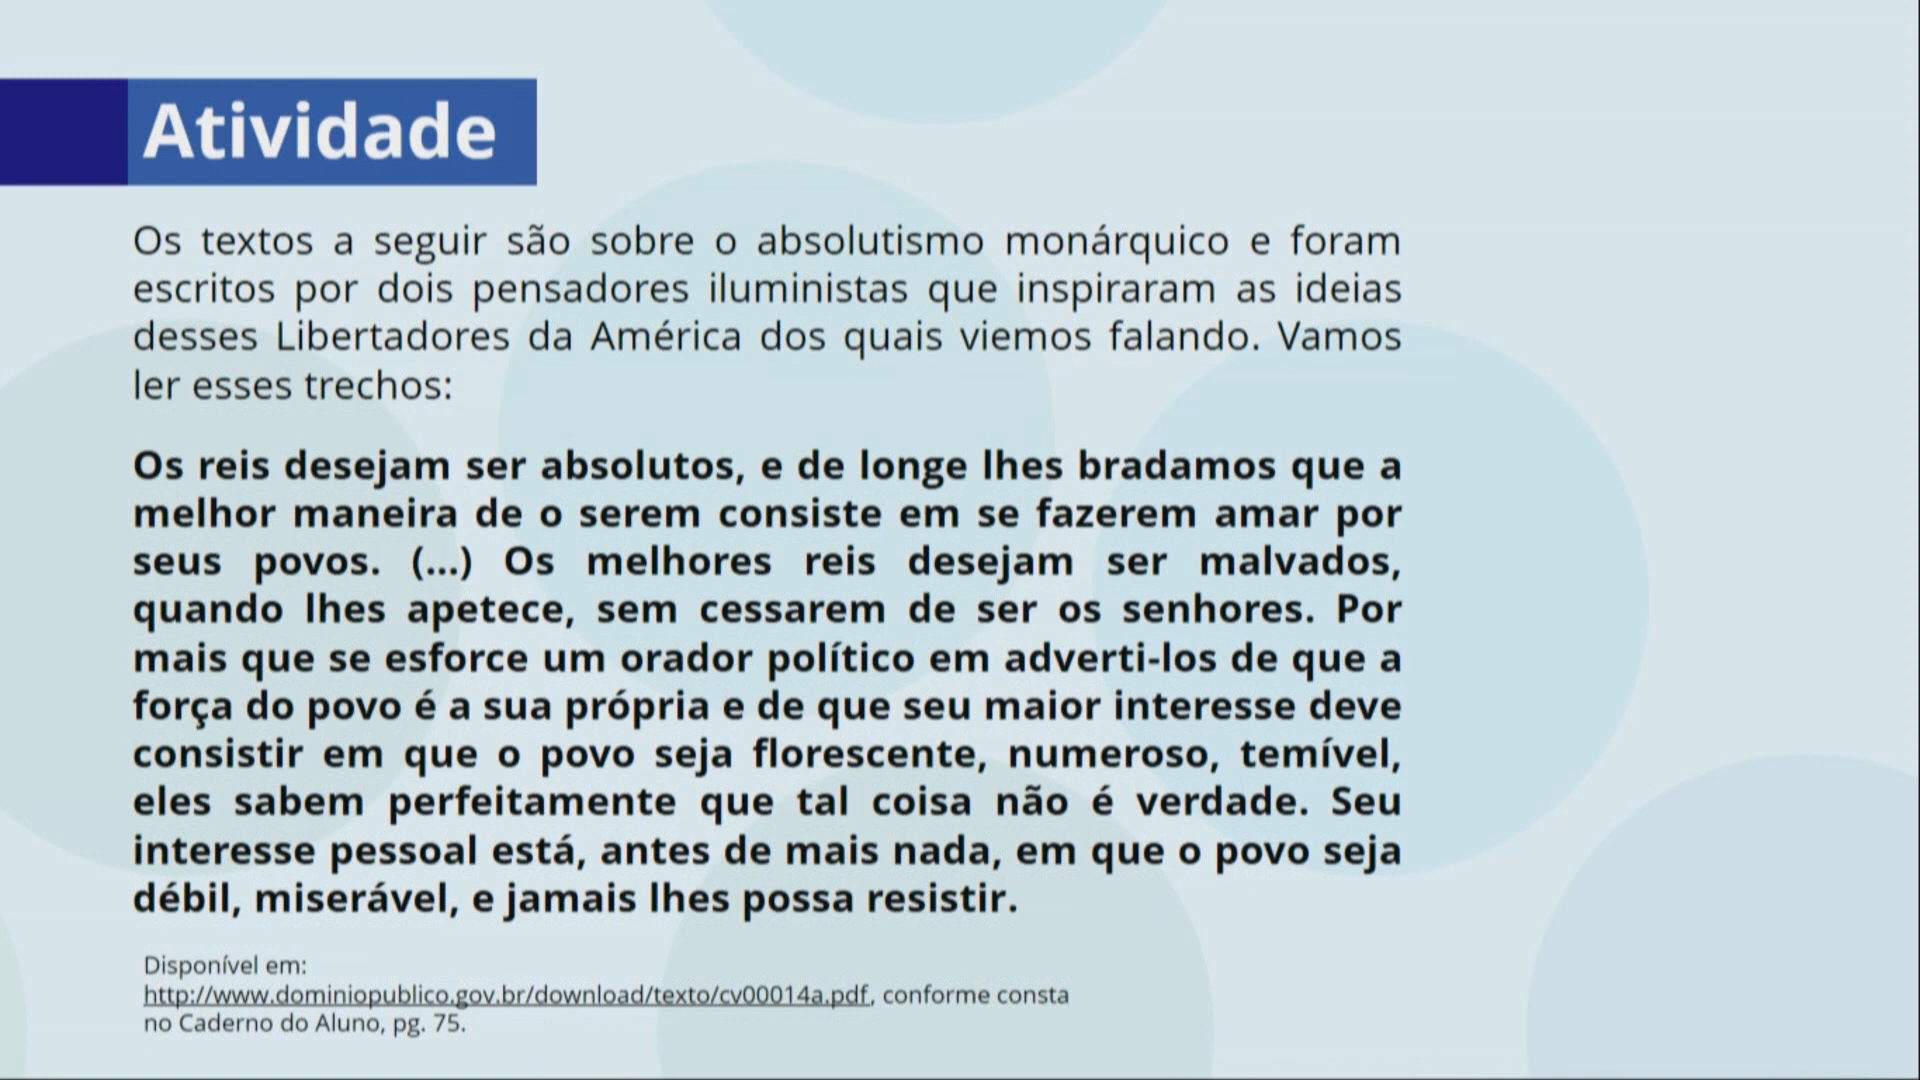 Atividade
Os textos a seguir são sobre o absolutismo monárquico e foram
escritos por dois pensadores iluministas que inspiraram as ideias
desses Libertadores da América dos quais viemos falando. Vamos
ler esses trechos:
Os reis desejam ser absolutos, e de longe lhes bradamos que a
melhor maneira de o serem consiste em se fazerem amar por
seus povos. (...) Os melhores reis desejam ser malvados,
quando lhes apetece, sem cessarem de ser os senhores. Por
mais que se esforce um orador político em adverti-los de que a
força do povo é a sua própria e de que seu maior interesse deve
consistir em que o povo seja florescente, numeroso, temível,
eles sabem perfeitamente que tal coisa não é verdade. Seu
interesse pessoal está, antes de mais nada, em que o povo seja
débil, miserável, e jamais lhes possa resistir.
Disponível em:
http://www.dominiopublico.gov.br/download/texto/cv00014a.pdf, conforme consta
no Caderno do Aluno, pg. 75.